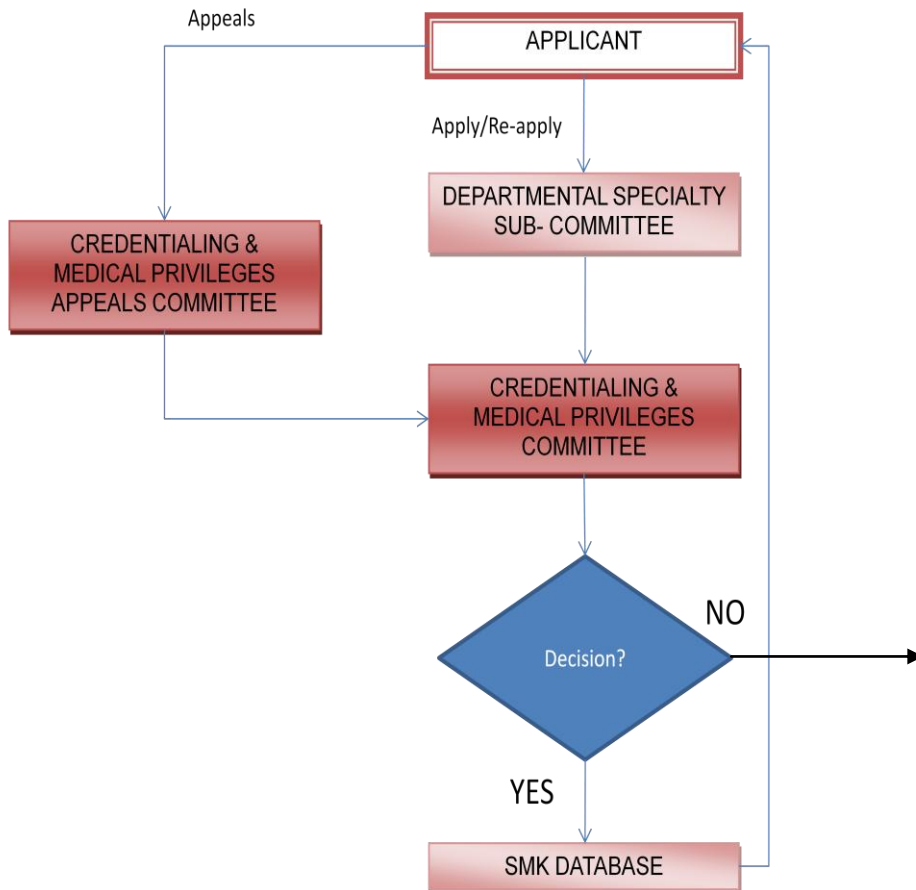 Appeals
APPLICANT
Apply/Re-apply
DEPARTMENTAL SPECIALTY
SUB- COMMITTEE
CREDENTIALING &
MEDICAL PRIVILEGES
APPEALS COMMITTEE
CREDENTIALING &
MEDICAL PRIVILEGES
COMMITTEE
NO
Decision?
YES
SMK DATABASE